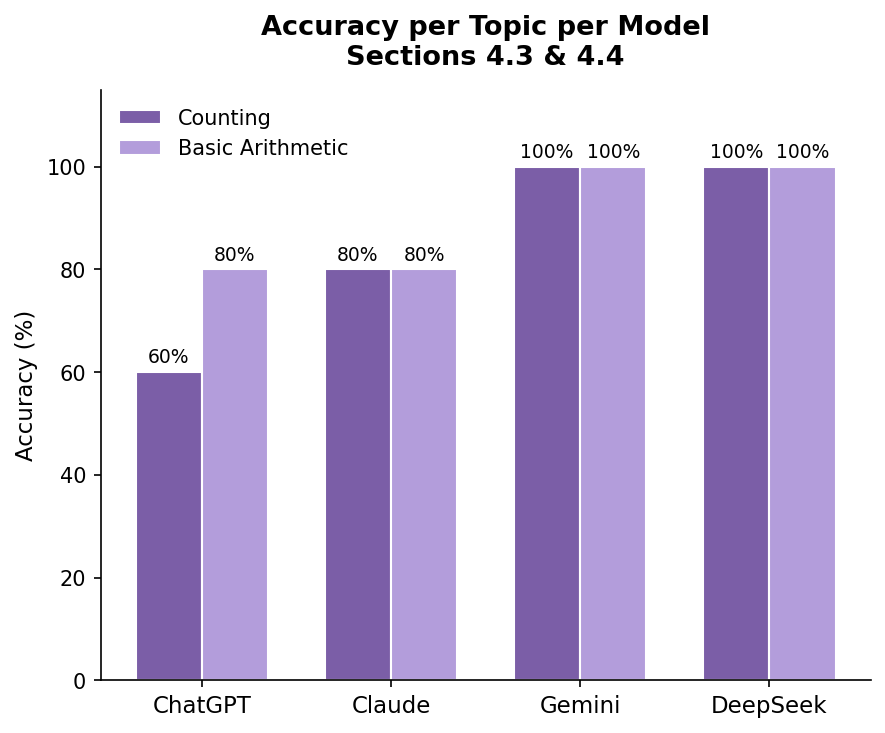 Accuracy per Topic per Model
Sections 4.3 & 4.4
Counting
Basic Arithmetic
Accuracy (%)
100
80
60
40
20
0
60%
80%
80%
80%
100%
100%
100%
100%
ChatGPT
Claude
Gemini
DeepSeek